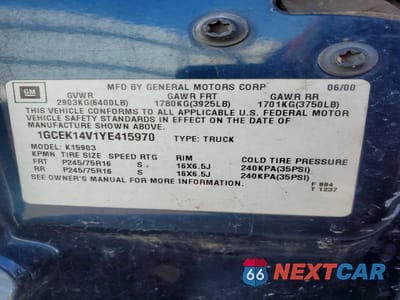 GM
MFD BY GENERAL MOTORS CORP 06/00
GVWR GAWR FRT GAWR RR
2903KG(6400LB) 1780KG(3925LB) 1701KG(3750LB)
THIS VEHICLE CONFORMS TO ALL APPLICABLE U.S. FEDERAL MOTOR
VEHICLE SAFETY STANDARDS IN EFFECT ON THE DATE OF
MANUFACTURE SHOWN ABOVE.
1GCEK14V1YE415970 TYPE: TRUCK
MODEL: K15903
KPMN TIRE SIZE SPEED RTG RIM COLD TIRE PRESSURE
FRT P245/75R16 S 16X6.5J 240KPA(35PSI)
RR P245/75R16 S 16X6.5J 240KPA(35PSI)
SEE OWNER'S MANUAL FOR MORE INFORMATION. F 884
T 1237
66 NEXTCAR